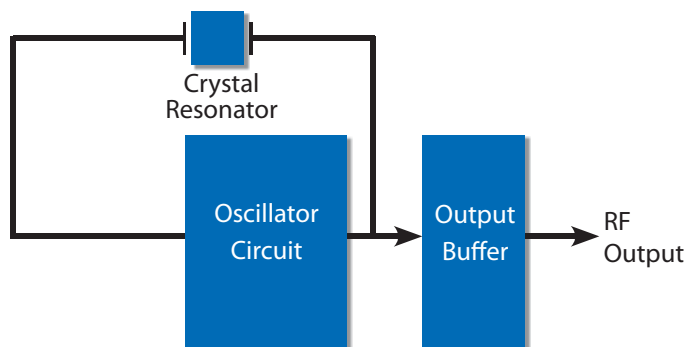 Crystal
Resonator
Oscillator
Circuit
Output
Buffer
RF
Output